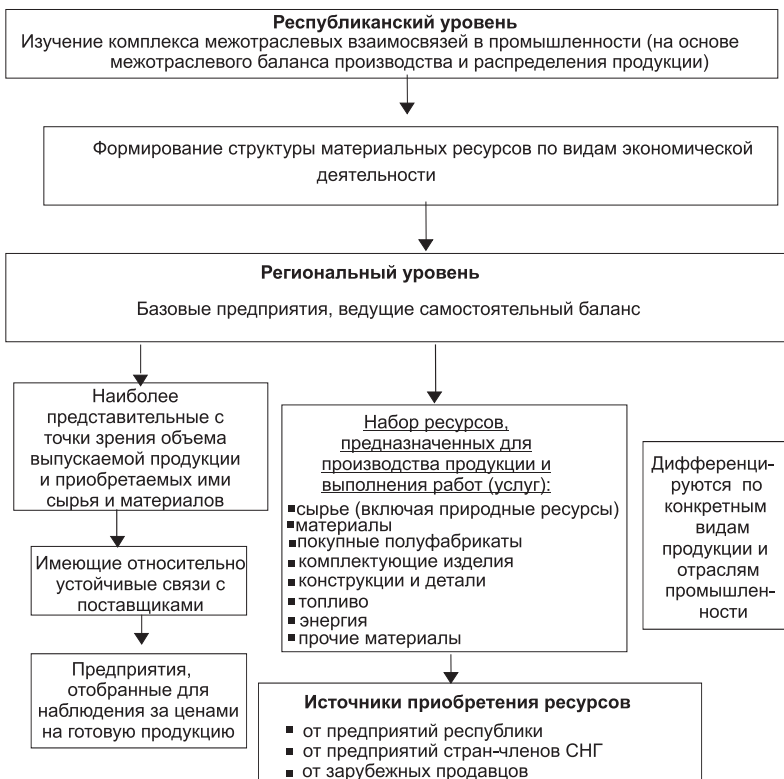 Республиканский уровень
Изучение комплекса межотраслевых взаимосвязей в промышленности (на основе
межотраслевого баланса производства и распределения продукции)
Формирование структуры материальных ресурсов по видам экономической
деятельности
Региональный уровень
Базовые предприятия, ведущие самостоятельный баланс
Наиболее
представительные с
точки зрения объема
выпускаемой продукции
и приобретаемых ими
сырья и материалов
Имеющие относительно
устойчивые связи с
поставщиками
Предприятия,
отобранные для
наблюдения за ценами
на готовую продукцию
Набор ресурсов,
предназначенных для
производства продукции и
выполнения работ (услуг):
▪сырье (включая природные ресурсы)
▪материалы
▪покупные полуфабрикаты
▪комплектующие изделия
▪конструкции и детали
▪топливо
▪энергия
▪прочие материалы
Дифференци-
руются по
конкретным
видам
продукции и
отраслям
промышлен-
ности
Источники приобретения ресурсов
▪ от предприятий республики
▪ от предприятий стран-членов СНГ
▪ от зарубежных продавцов